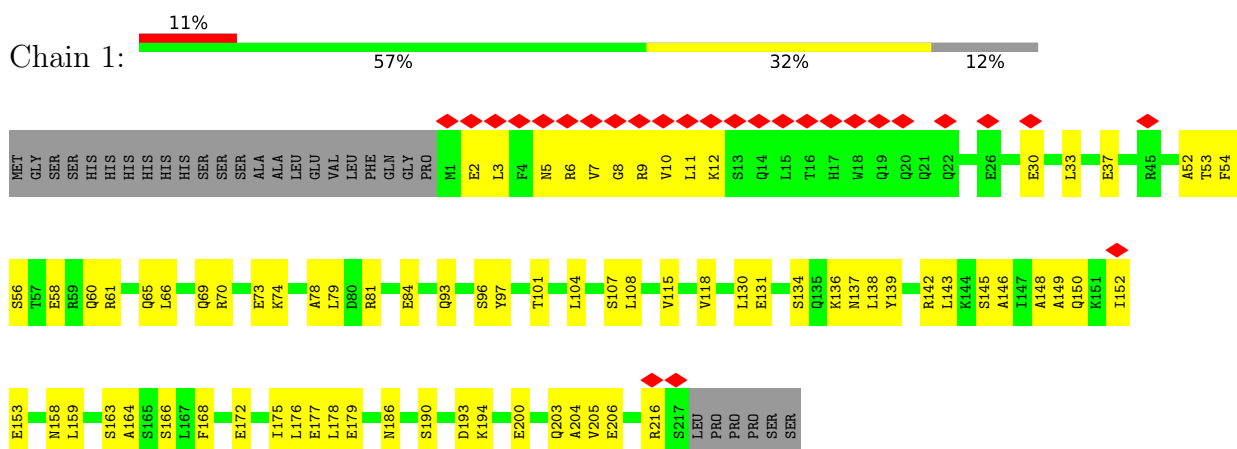 11%
Chain 1:
57% 32% 12%
MET GLY SER SER HIS HIS HIS HIS HIS HIS SER SER SER ALA ALA LEU GLU VAL LEU PHE GLN GLY PRO M1 E2 L3 F4 N5 R6 V7 G8 R9 V10 L11 K12 S13 Q14 L15 T16 H17 W18 Q19 Q20 Q21 Q22 E26 E30 L33 E37 R45 A52 T53 F54
S56 T57 E58 R59 Q60 R61 Q65 L66 Q69 R70 E73 K74 A78 L79 D80 R81 E84 Q93 S96 Y97 T101 L104 S107 L108 V115 V118 L130 E131 S134 Q135 K136 N137 L138 Y139 R142 L143 K144 S145 A146 I147 A148 A149 Q150 K151 I152
E153 N158 L159 S163 A164 S165 S166 L167 F168 E172 I175 L176 E177 L178 E179 N186 S190 D193 K194 E200 Q203 A204 V205 E206 R216 S217 LEU PRO PRO PRO SER SER